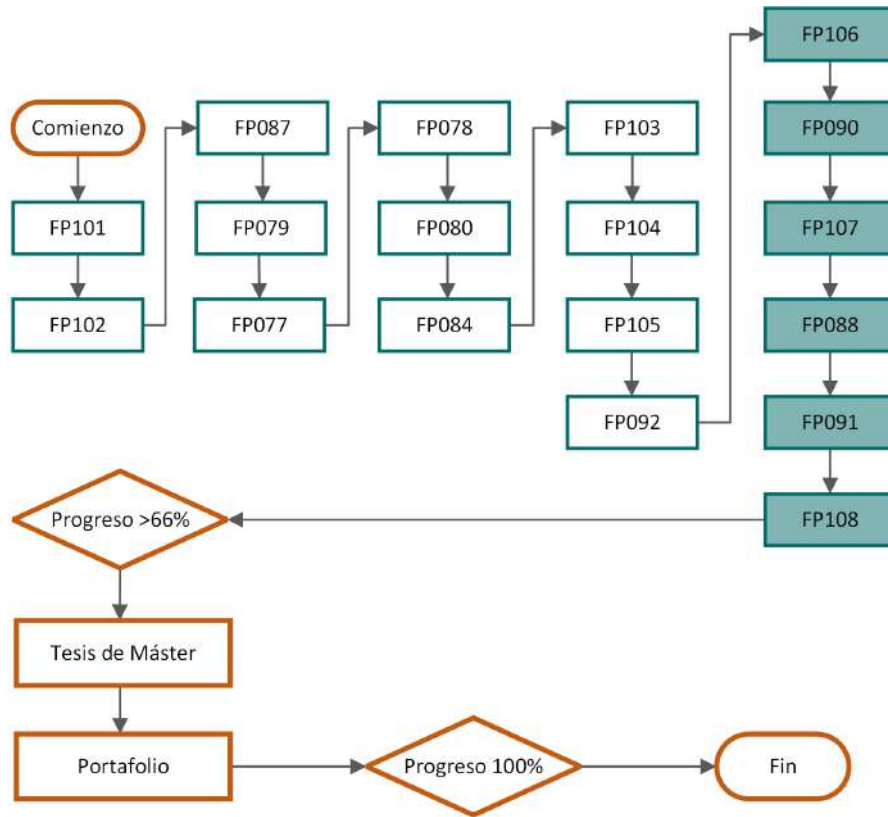 Comienzo
FP101
FP102
FP087
FP079
FP077
FP078
FP080
FP084
FP103
FP104
FP105
FP092
FP106
FP090
FP107
FP088
FP091
FP108
Progreso >66%
Tesis de Máster
Portafolio
Progreso 100%
Fin